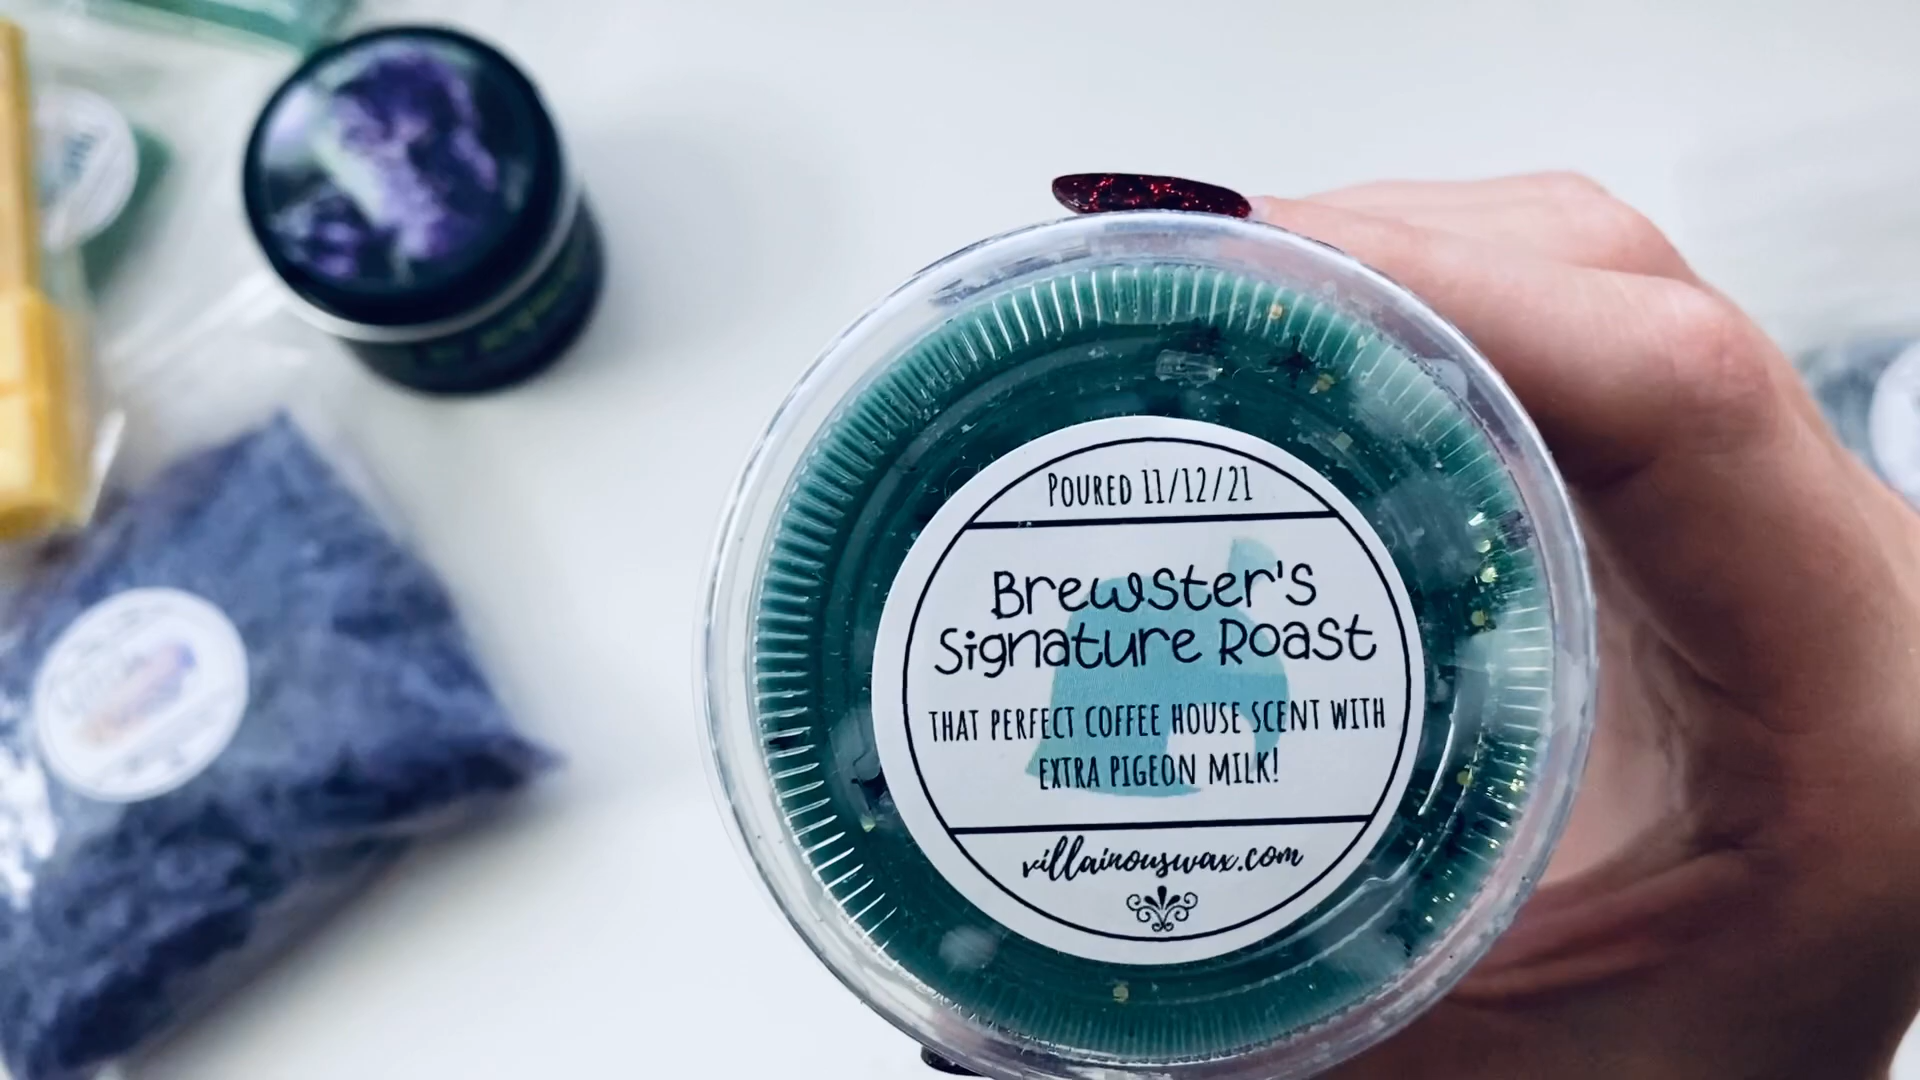 Poured 11/12/21
Brewster's
Signature Roast
That perfect coffee house scent with
extra pigeon milk!
villainouswax.com